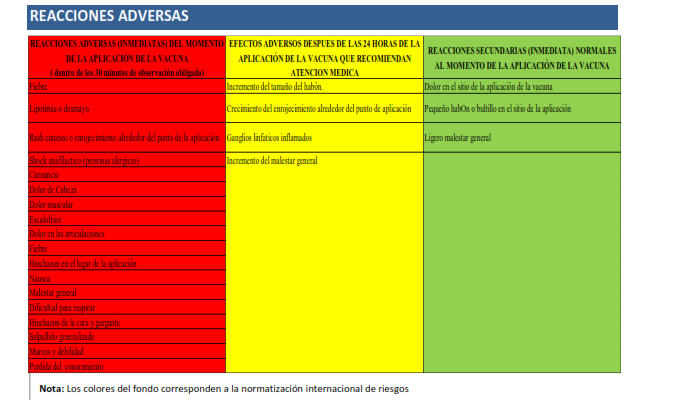 REACCIONES ADVERSAS
REACCIONES ADVERSAS (INMEDIATAS) DEL MOMENTO
DE LA APLICACIÓN DE LA VACUNA
( dentro de los 30 minutos de observación obligada)
EFECTOS ADVERSOS DESPUES DE LAS 24 HORAS DE LA
APLICACIÓN DE LA VACUNA QUE RECOMIENDAN
ATENCION MEDICA
REACCIONES SECUNDARIAS (INMEDIATA) NORMALES
AL MOMENTO DE LA APLICACIÓN DE LA VACUNA
Fiebre
Incremento del tamaño del habón.
Dolor en el sitio de la aplicación de la vacuna
Lipotimia o desmayo
Crecimiento del enrojecimiento alrededor del punto de aplicación
Pequeño habOn o bultillo en el sitio de la aplicación
Rash cutaneo o enrojecimiento alrededor del punto de la aplicación
Ganglios linfaticos inflamados
Ligero malestar general
Shock anafilactico (personas alergicas)
Incremento del malestar general
Cansancio
Dolor de Cabeza
Dolor muscular
Escalofrios
Dolor en las articulaciones
Fiebre
Hinchazon en el lugar de la aplicación
Nausea
Malestar general
Dificultad para respirar
Hinchazon de la cara y garganta
Salpullido generalizado
Mareos y debilidad
Perdida del conocimiento
Nota: Los colores del fondo corresponden a la normatización internacional de riesgos